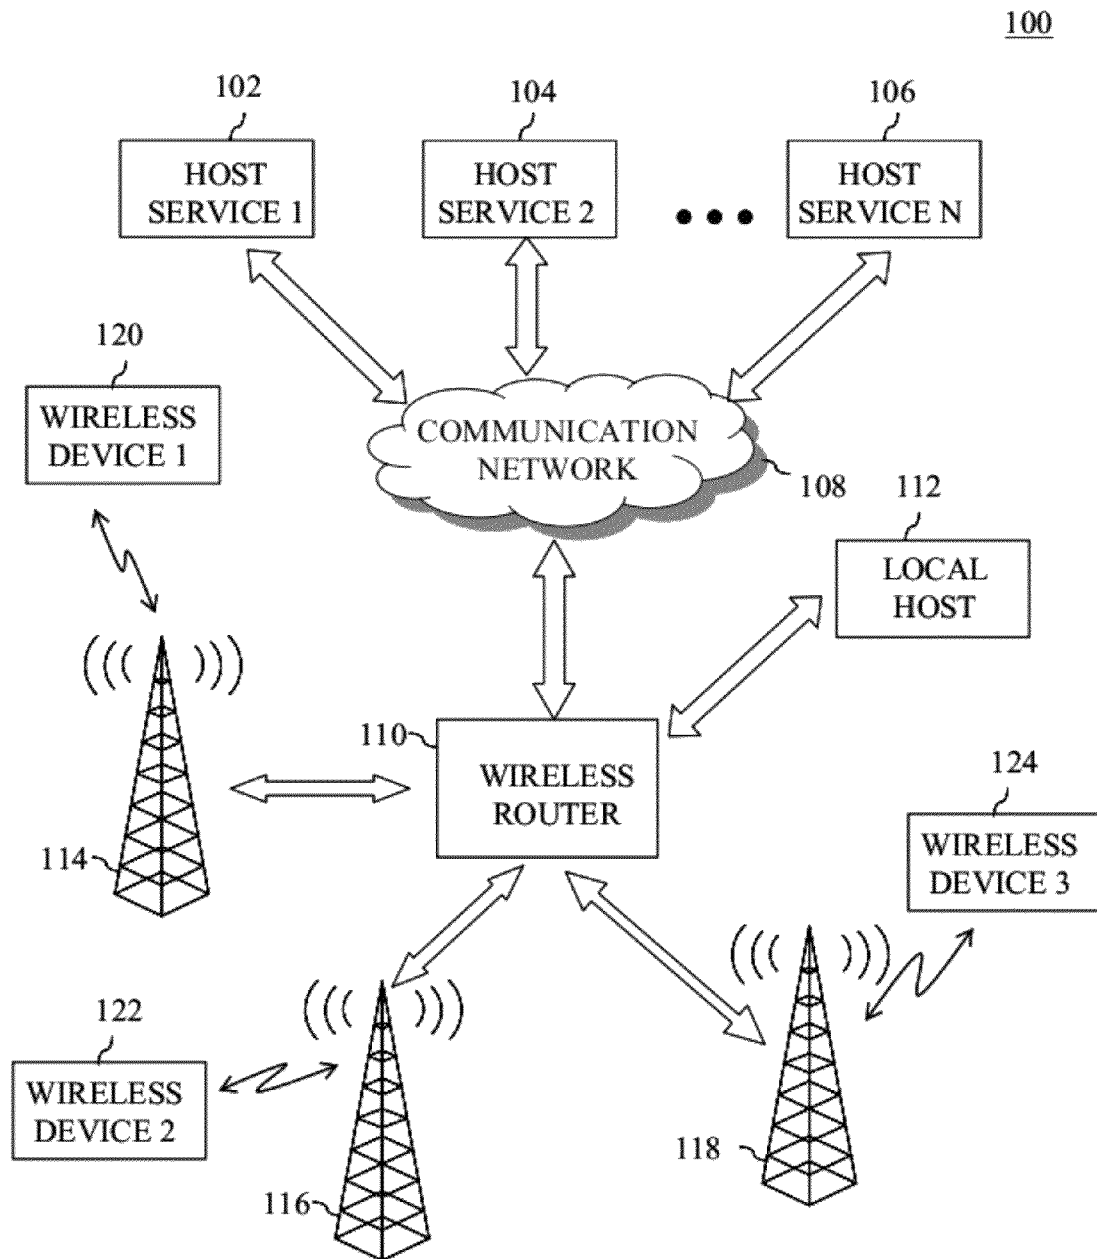 100
102
104
106
HOST
SERVICE 1
HOST
SERVICE 2
HOST
SERVICE N
120
WIRELESS
DEVICE 1
COMMUNICATION
NETWORK
108
112
LOCAL
HOST
110
WIRELESS
ROUTER
124
WIRELESS
DEVICE 3
114
122
WIRELESS
DEVICE 2
116
118